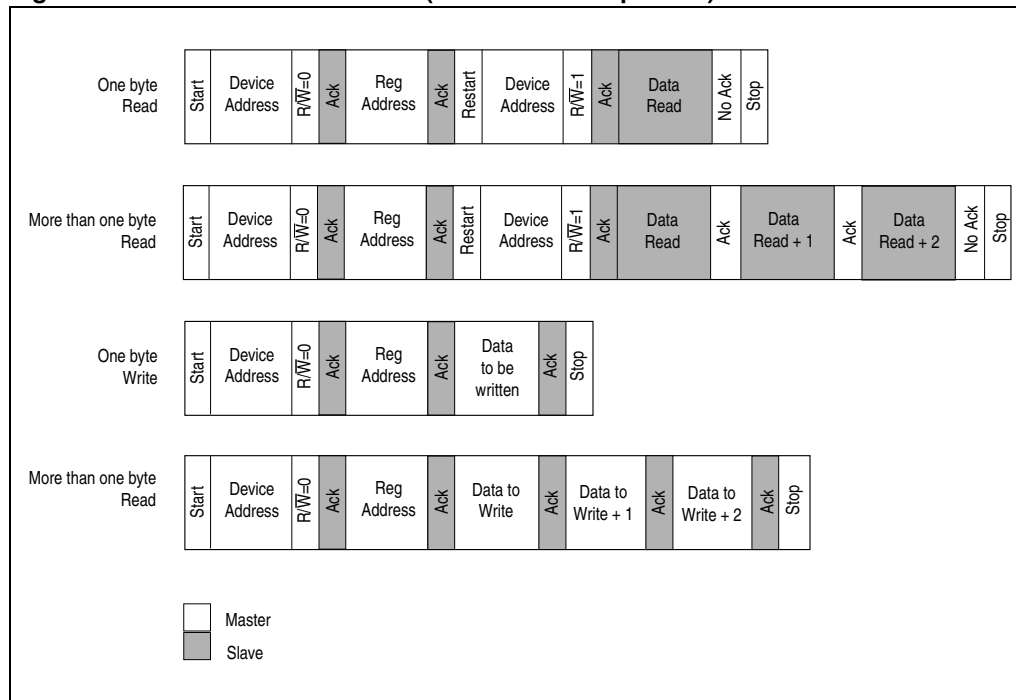 One byte
Read
Start
Device
Address
R/W̅=0
Ack
Reg
Address
Ack
Restart
Device
Address
R/W̅=1
Ack
Data
Read
No Ack
Stop
More than one byte
Read
Start
Device
Address
R/W̅=0
Ack
Reg
Address
Ack
Restart
Device
Address
R/W̅=1
Ack
Data
Read
Ack
Data
Read + 1
Ack
Data
Read + 2
No Ack
Stop
One byte
Write
Start
Device
Address
R/W̅=0
Ack
Reg
Address
Ack
Data
to be
written
Ack
Stop
More than one byte
Read
Start
Device
Address
R/W̅=0
Ack
Reg
Address
Ack
Data to
Write
Ack
Data to
Write + 1
Ack
Data to
Write + 2
Ack
Stop
Master
Slave